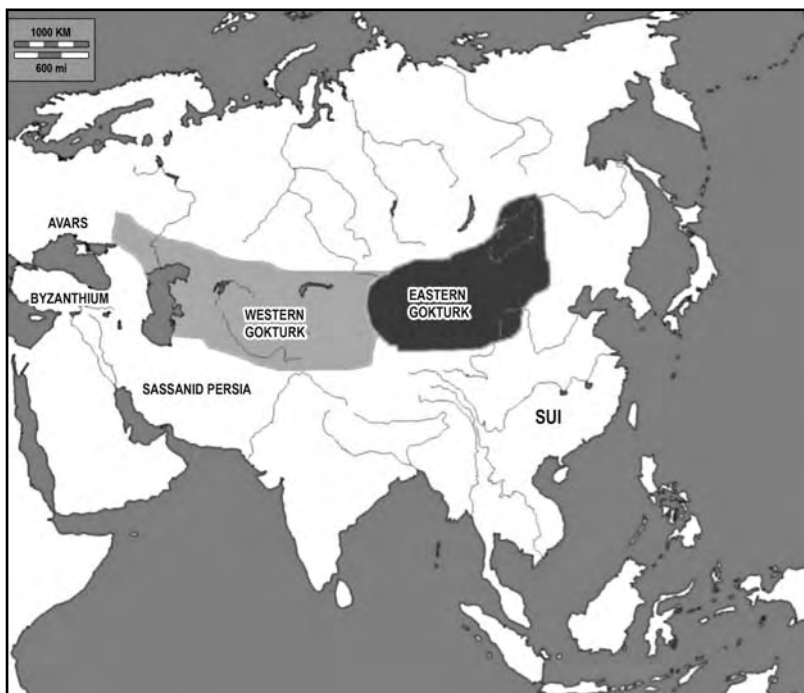 1000 KM
600 mi
AVARS
BYZANTHIUM
WESTERN
GOKTURK
EASTERN
GOKTURK
SASSANID PERSIA
SUI